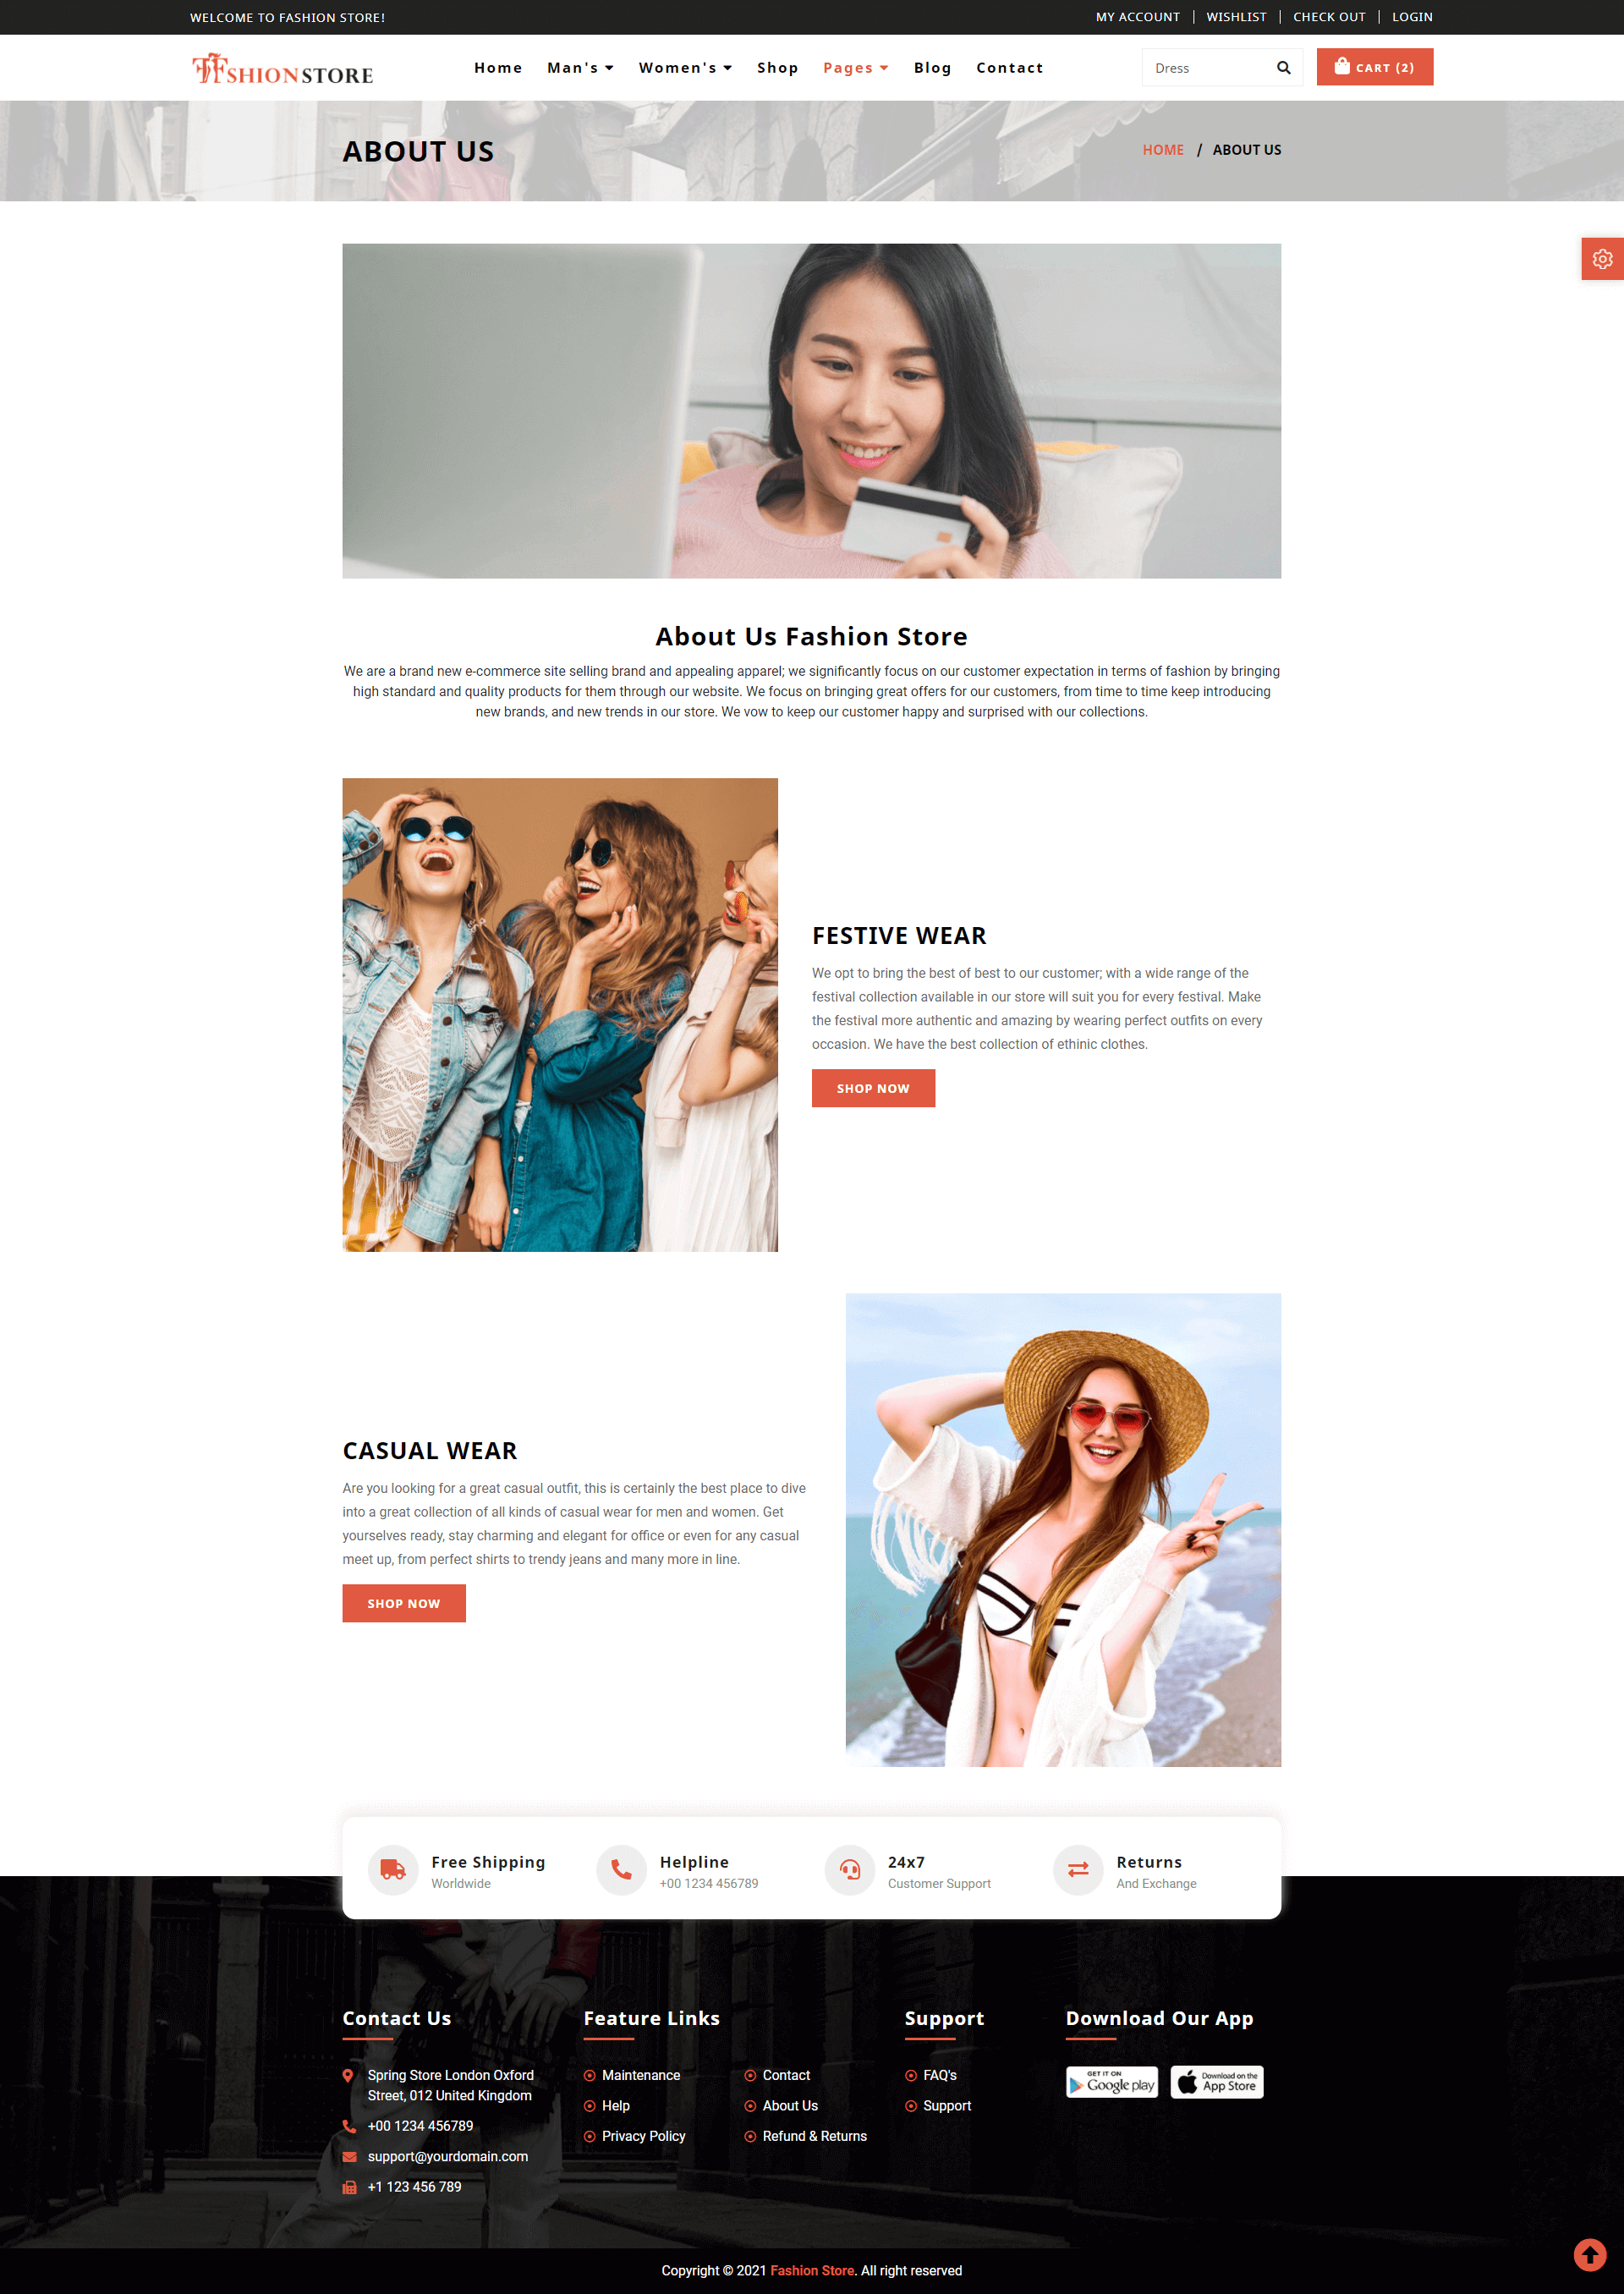 WELCOME TO FASHION STORE!
MY ACCOUNT
WISHLIST
CHECK OUT
LOGIN
FASHIONSTORE
Home
Man's
Women's
Shop
Pages
Blog
Contact
Dress
CART (2)
ABOUT US
HOME / ABOUT US
About Us Fashion Store
We are a brand new e-commerce site selling brand and appealing apparel; we significantly focus on our customer expectation in terms of fashion by bringing
high standard and quality products for them through our website. We focus on bringing great offers for our customers, from time to time keep introducing
new brands, and new trends in our store. We vow to keep our customer happy and surprised with our collections.
FESTIVE WEAR
We opt to bring the best of best to our customer; with a wide range of the
festival collection available in our store will suit you for every festival. Make
the festival more authentic and amazing by wearing perfect outfits on every
occasion. We have the best collection of ethinic clothes.
SHOP NOW
CASUAL WEAR
Are you looking for a great casual outfit, this is certainly the best place to dive
into a great collection of all kinds of casual wear for men and women. Get
yourselves ready, stay charming and elegant for office or even for any casual
meet up, from perfect shirts to trendy jeans and many more in line.
SHOP NOW
Free Shipping
Worldwide
Helpline
+00 1234 456789
24x7
Customer Support
Returns
And Exchange
Contact Us
Spring Store London Oxford
Street, 012 United Kingdom
+00 1234 456789
support@yourdomain.com
+1 123 456 789
Feature Links
Maintenance
Help
Privacy Policy
Contact
About Us
Refund & Returns
Support
FAQ's
Support
Download Our App
GET IT ON
Google play
Download on the
App Store
Copyright © 2021 Fashion Store. All right reserved